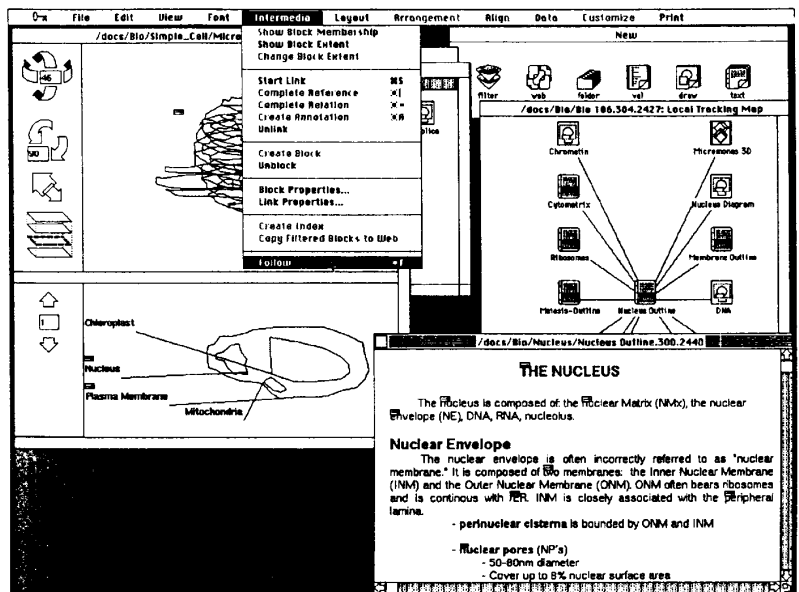 File Edit View Font Intermedia Layout Arrangement Align Data Customize Print
/docs/Bio/Simple_Cell/Micro
46
90
Show Block Membership
Show Block Extent
Change Block Extent
Start Link ⌘S
Complete Reference
Complete Relation
Create Annotation
Unlink
Create Block
Unblock
Block Properties...
Link Properties...
Create Index
Copy Filtered Blocks to Web
Follow
New
filter web folder val draw text
/docs/Bio/Bio 106.304.2427: Local Tracking Map
Chromatin Micromones 3D
Cytomatrix Nucleus Diagram
Ribosomes Membrane Outline
Meiosis-Outline Nucleus Outline DNA
1
Chloroplast
Nucleus
Plasma Membrane
Mitochondria
/docs/Bio/Nucleus/Nucleus Outline.300.2440
THE NUCLEUS
The nucleus is composed of: the nuclear Matrix (NMx), the nuclear
envelope (NE), DNA, RNA, nucleolus.
Nuclear Envelope
The nuclear envelope is often incorrectly referred to as "nuclear
membrane." It is composed of two membranes: the Inner Nuclear Membrane
(INM) and the Outer Nuclear Membrane (ONM). ONM often bears ribosomes
and is continous with rER. INM is closely associated with the peripheral
lamina.
- perinuclear cisterna is bounded by ONM and INM
- nuclear pores (NP's)
- 50-80nm diameter
- Cover up to 8% nuclear surface area